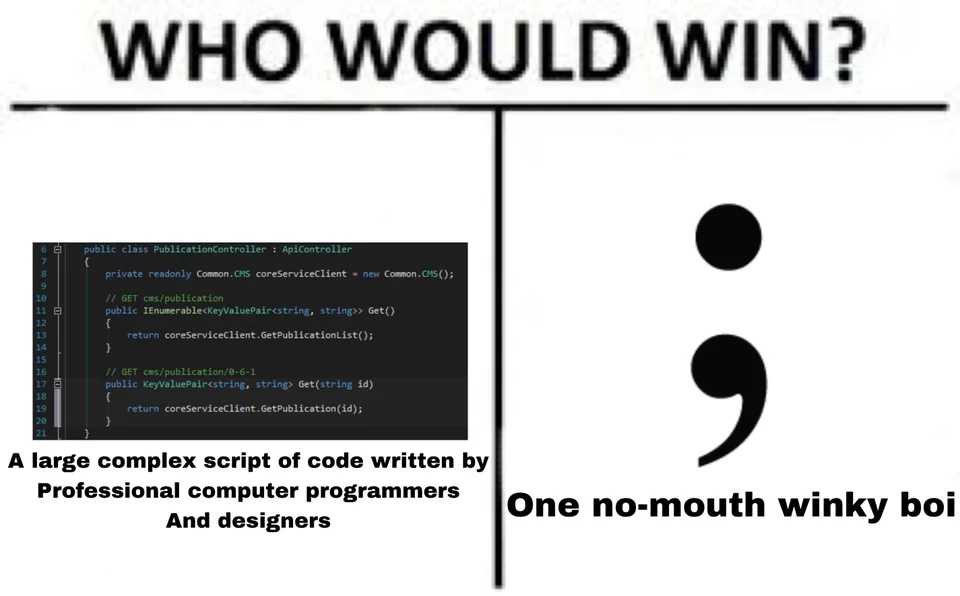 WHO WOULD WIN?
6 public class PublicationController : ApiController
7 {
8 private readonly Common.CMS coreServiceClient = new Common.CMS();
9
10 // GET cms/publication
11 public IEnumerable<KeyValuePair<string, string>> Get()
12 {
13 return coreServiceClient.GetPublicationList();
14 }
15
16 // GET cms/publication/0-6-1
17 public KeyValuePair<string, string> Get(string id)
18 {
19 return coreServiceClient.GetPublication(id);
20 }
21 }
A large complex script of code written by
Professional computer programmers
And designers
;
One no-mouth winky boi